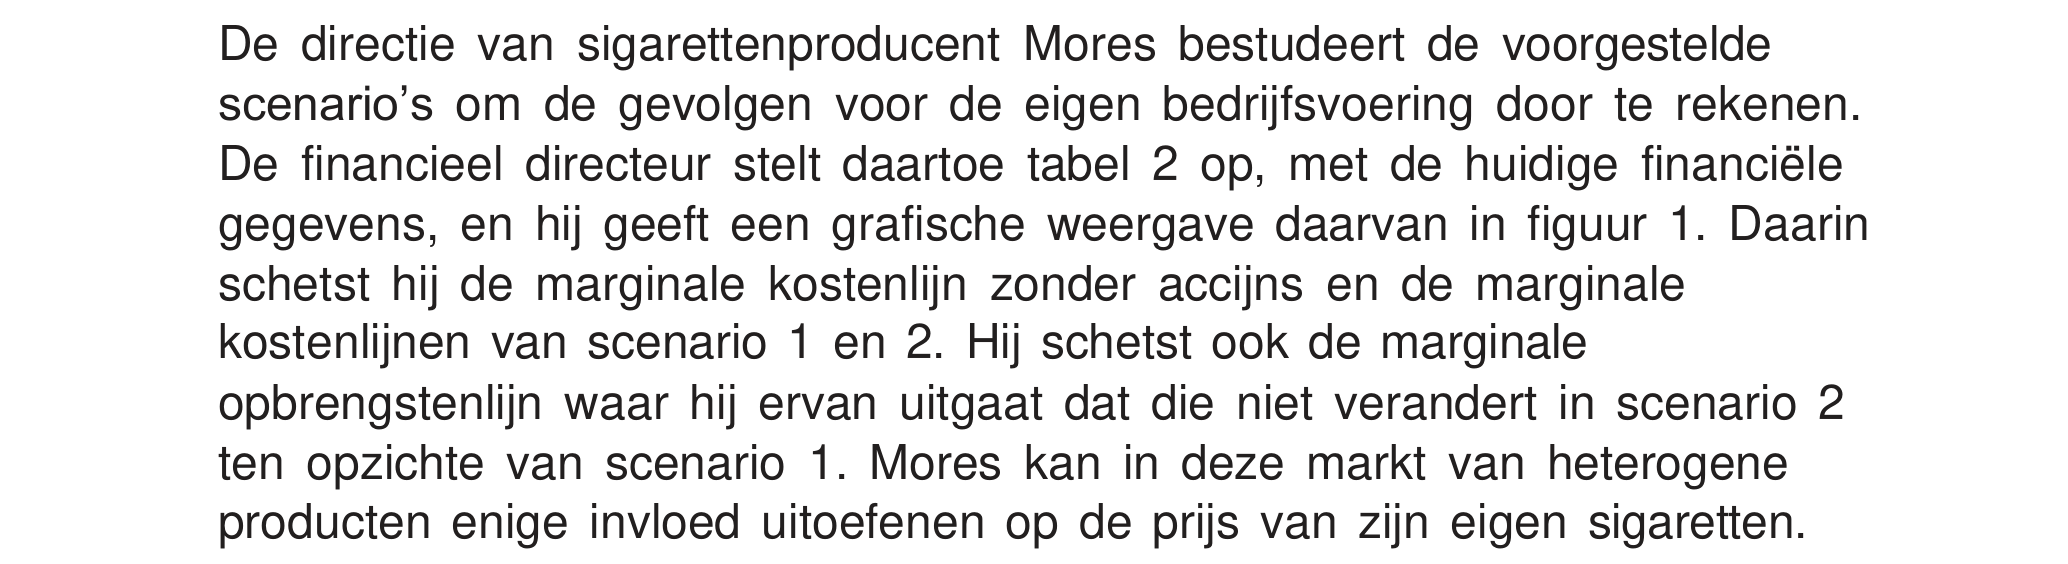 De directie van sigarettenproducent Mores bestudeert de voorgestelde
scenario’s om de gevolgen voor de eigen bedrijfsvoering door te rekenen.
De financieel directeur stelt daartoe tabel 2 op, met de huidige financiële
gegevens, en hij geeft een grafische weergave daarvan in figuur 1. Daarin
schetst hij de marginale kostenlijn zonder accijns en de marginale
kostenlijnen van scenario 1 en 2. Hij schetst ook de marginale
opbrengstenlijn waar hij ervan uitgaat dat die niet verandert in scenario 2
ten opzichte van scenario 1. Mores kan in deze markt van heterogene
producten enige invloed uitoefenen op de prijs van zijn eigen sigaretten.